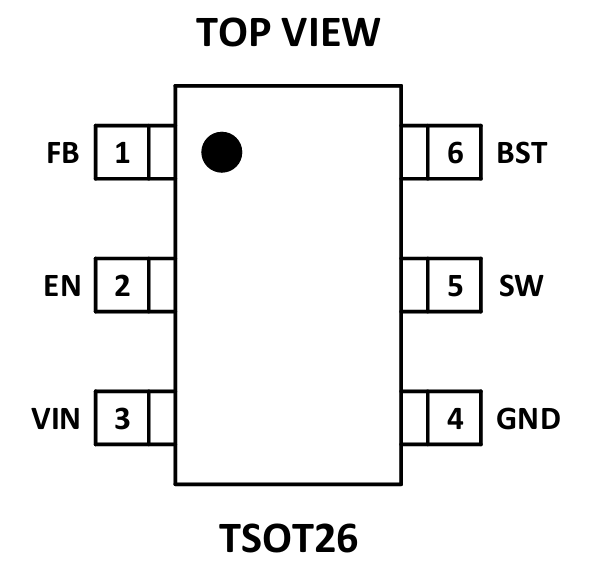 TOP VIEW
FB 1 6 BST
EN 2 5 SW
VIN 3 4 GND
TSOT26